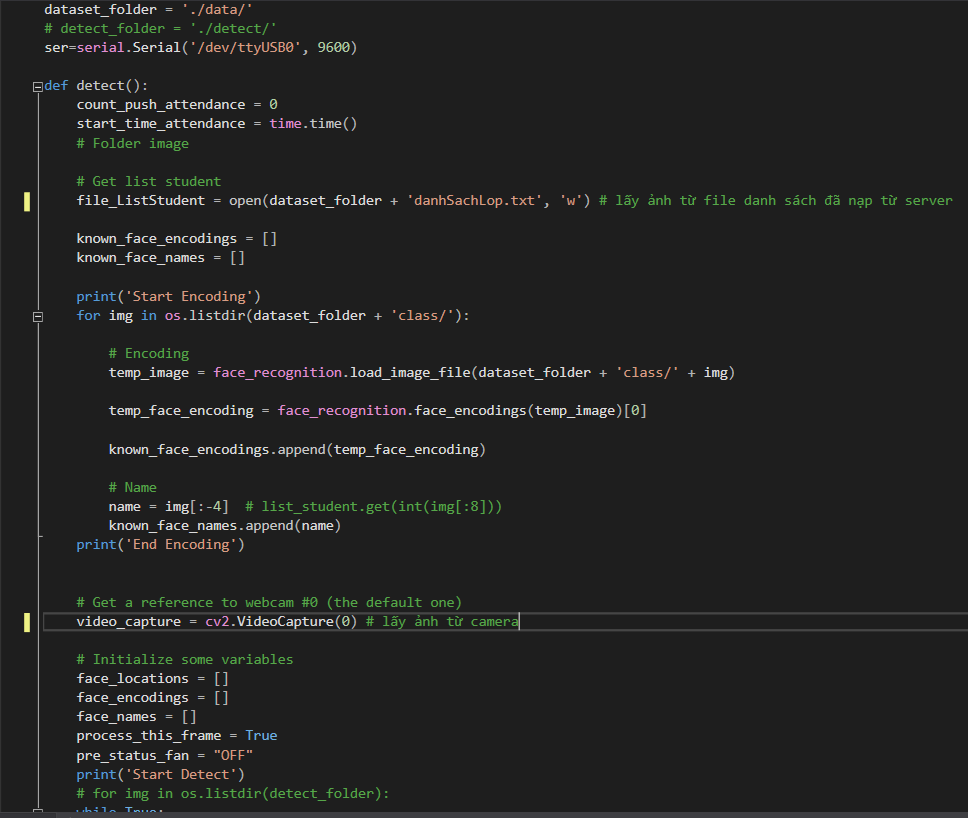 dataset_folder = './data/'
# detect_folder = './detect/'
ser=serial.Serial('/dev/ttyUSB0', 9600)
def detect():
count_push_attendance = 0
start_time_attendance = time.time()
# Folder image
# Get list student
file_ListStudent = open(dataset_folder + 'danhSachLop.txt', 'w') # lấy ảnh từ file danh sách đã nạp từ server
known_face_encodings = []
known_face_names = []
print('Start Encoding')
for img in os.listdir(dataset_folder + 'class/'):
# Encoding
temp_image = face_recognition.load_image_file(dataset_folder + 'class/' + img)
temp_face_encoding = face_recognition.face_encodings(temp_image)[0]
known_face_encodings.append(temp_face_encoding)
# Name
name = img[:-4]  # list_student.get(int(img[:8]))
known_face_names.append(name)
print('End Encoding')
# Get a reference to webcam #0 (the default one)
video_capture = cv2.VideoCapture(0) # lấy ảnh từ camera
# Initialize some variables
face_locations = []
face_encodings = []
face_names = []
process_this_frame = True
pre_status_fan = "OFF"
print('Start Detect')
# for img in os.listdir(detect_folder):
while True: